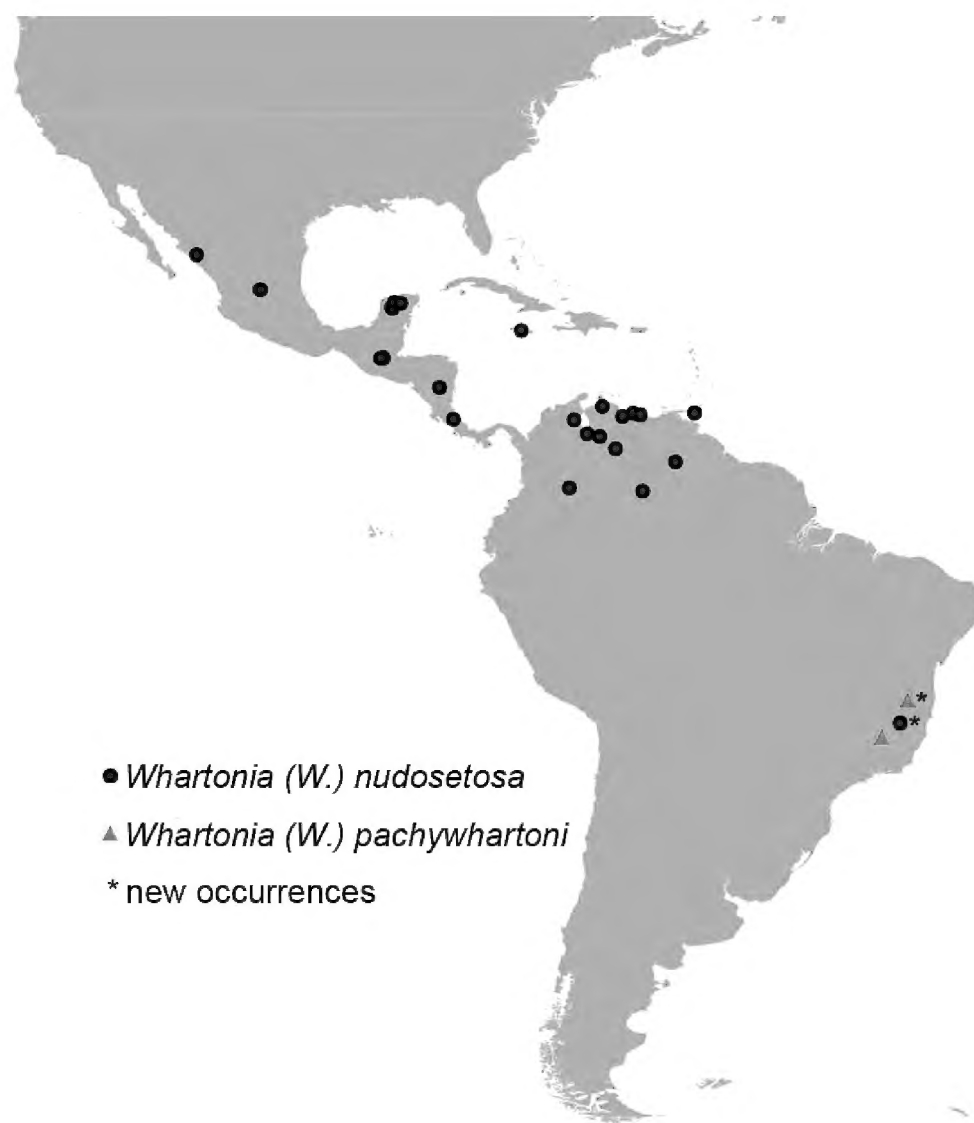 *
*
Whartonia (W.) nudosetosa
Whartonia (W.) pachywhartoni
* new occurrences